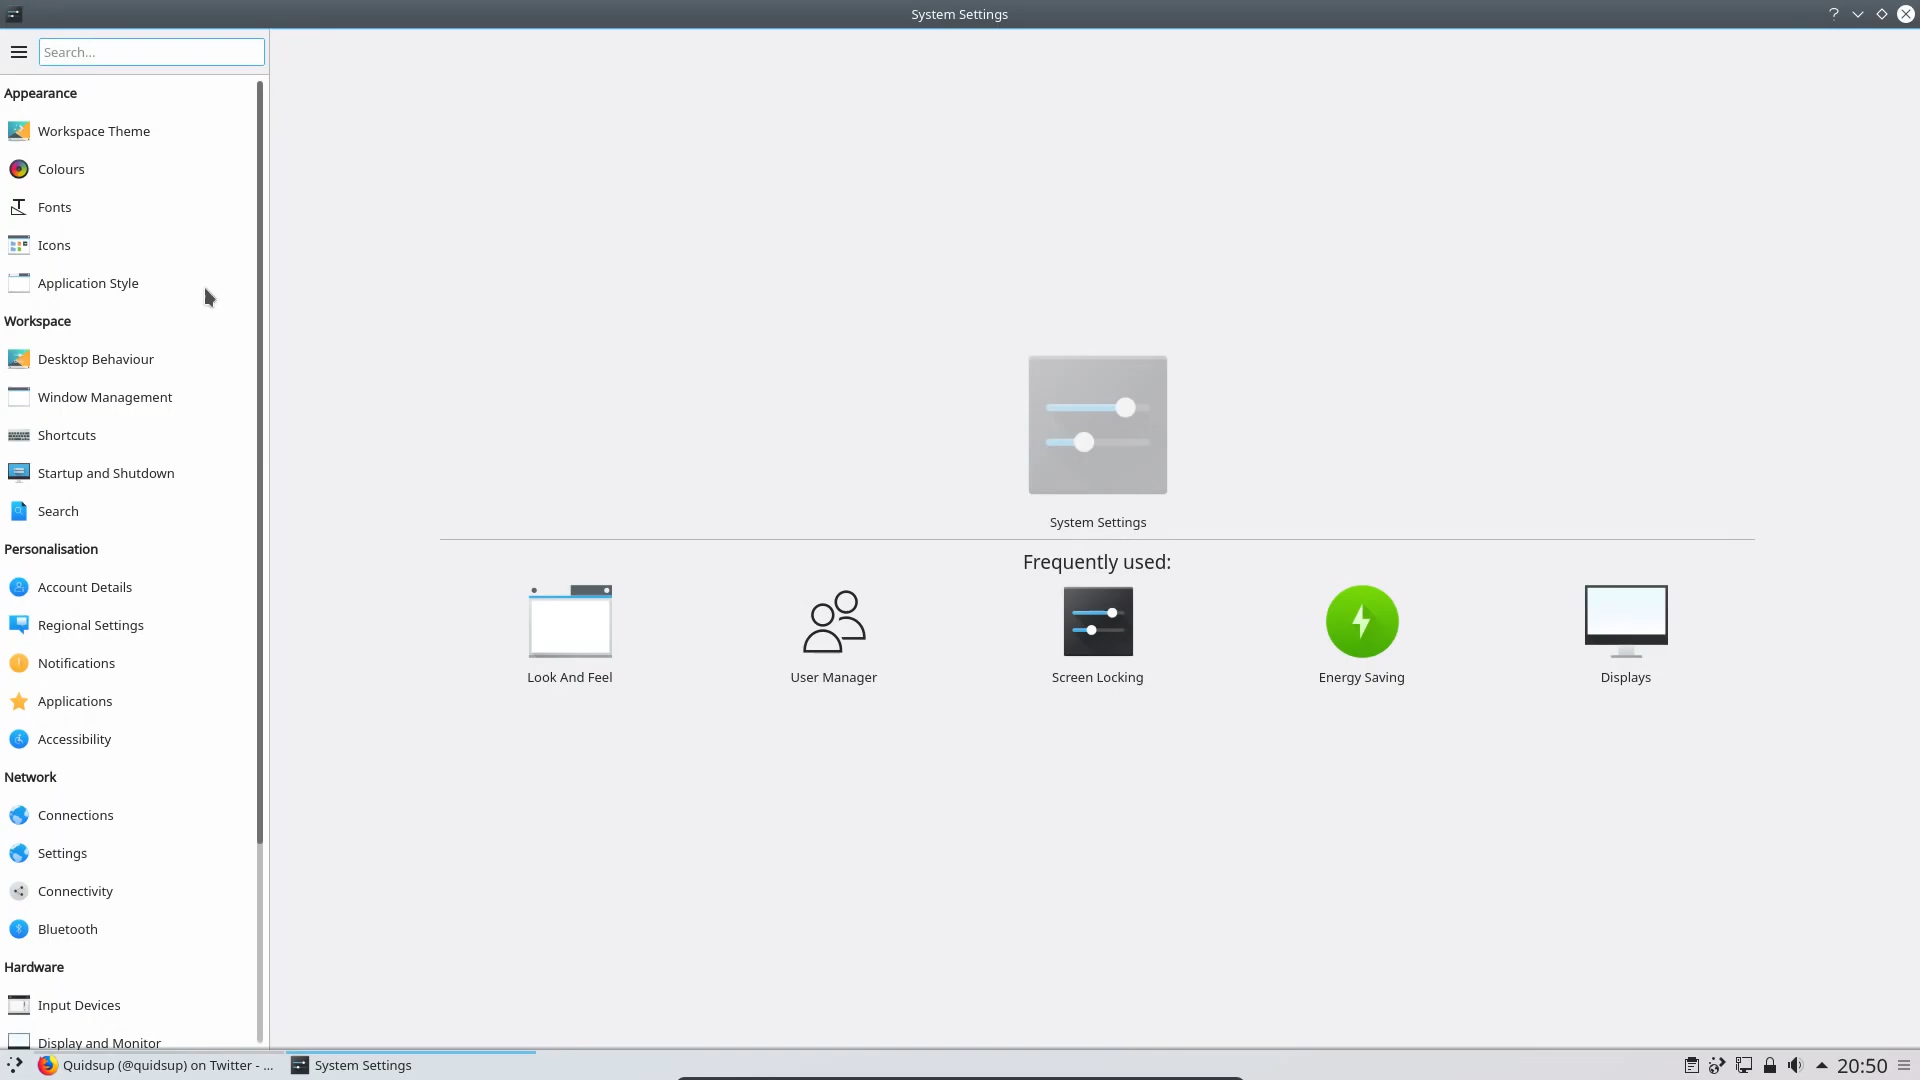 System Settings
?
Search...
Appearance
Workspace Theme
Colours
Fonts
Icons
Application Style
Workspace
Desktop Behaviour
Window Management
Shortcuts
Startup and Shutdown
Search
Personalisation
Account Details
Regional Settings
Notifications
Applications
Accessibility
Network
Connections
Settings
Connectivity
Bluetooth
Hardware
Input Devices
Display and Monitor
System Settings
Frequently used:
Look And Feel
User Manager
Screen Locking
Energy Saving
Displays
Quidsup (@quidsup) on Twitter - ...
System Settings
20:50